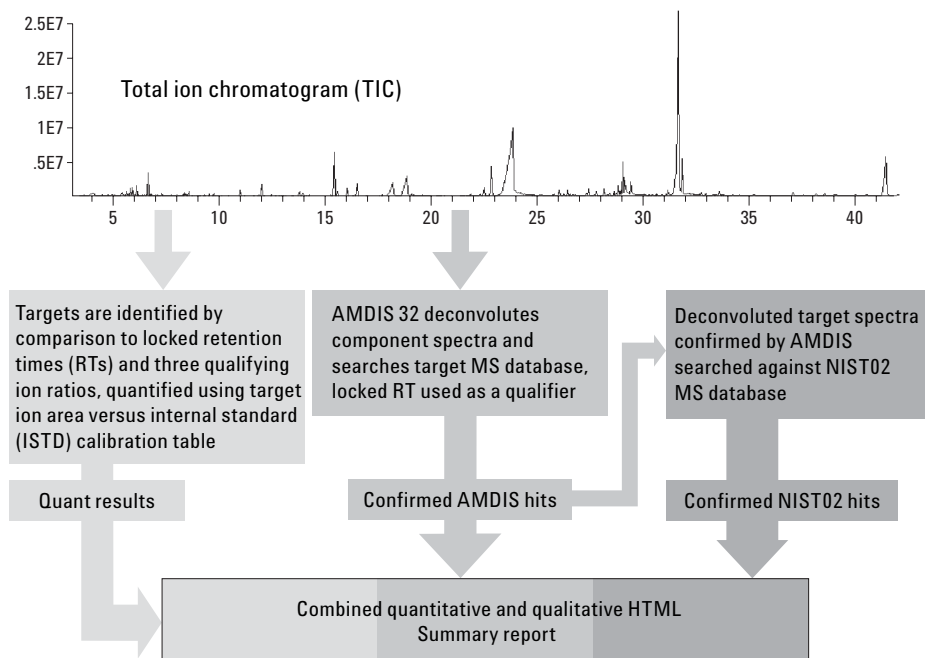 2.5E7
2E7
1.5E7
1E7
.5E7
Total ion chromatogram (TIC)
5 10 15 20 25 30 35 40
Targets are identified by
comparison to locked retention
times (RTs) and three qualifying
ion ratios, quantified using target
ion area versus internal standard
(ISTD) calibration table
AMDIS 32 deconvolutes
component spectra and
searches target MS database,
locked RT used as a qualifier
Deconvoluted target spectra
confirmed by AMDIS
searched against NIST02
MS database
Quant results
Confirmed AMDIS hits
Confirmed NIST02 hits
Combined quantitative and qualitative HTML
Summary report